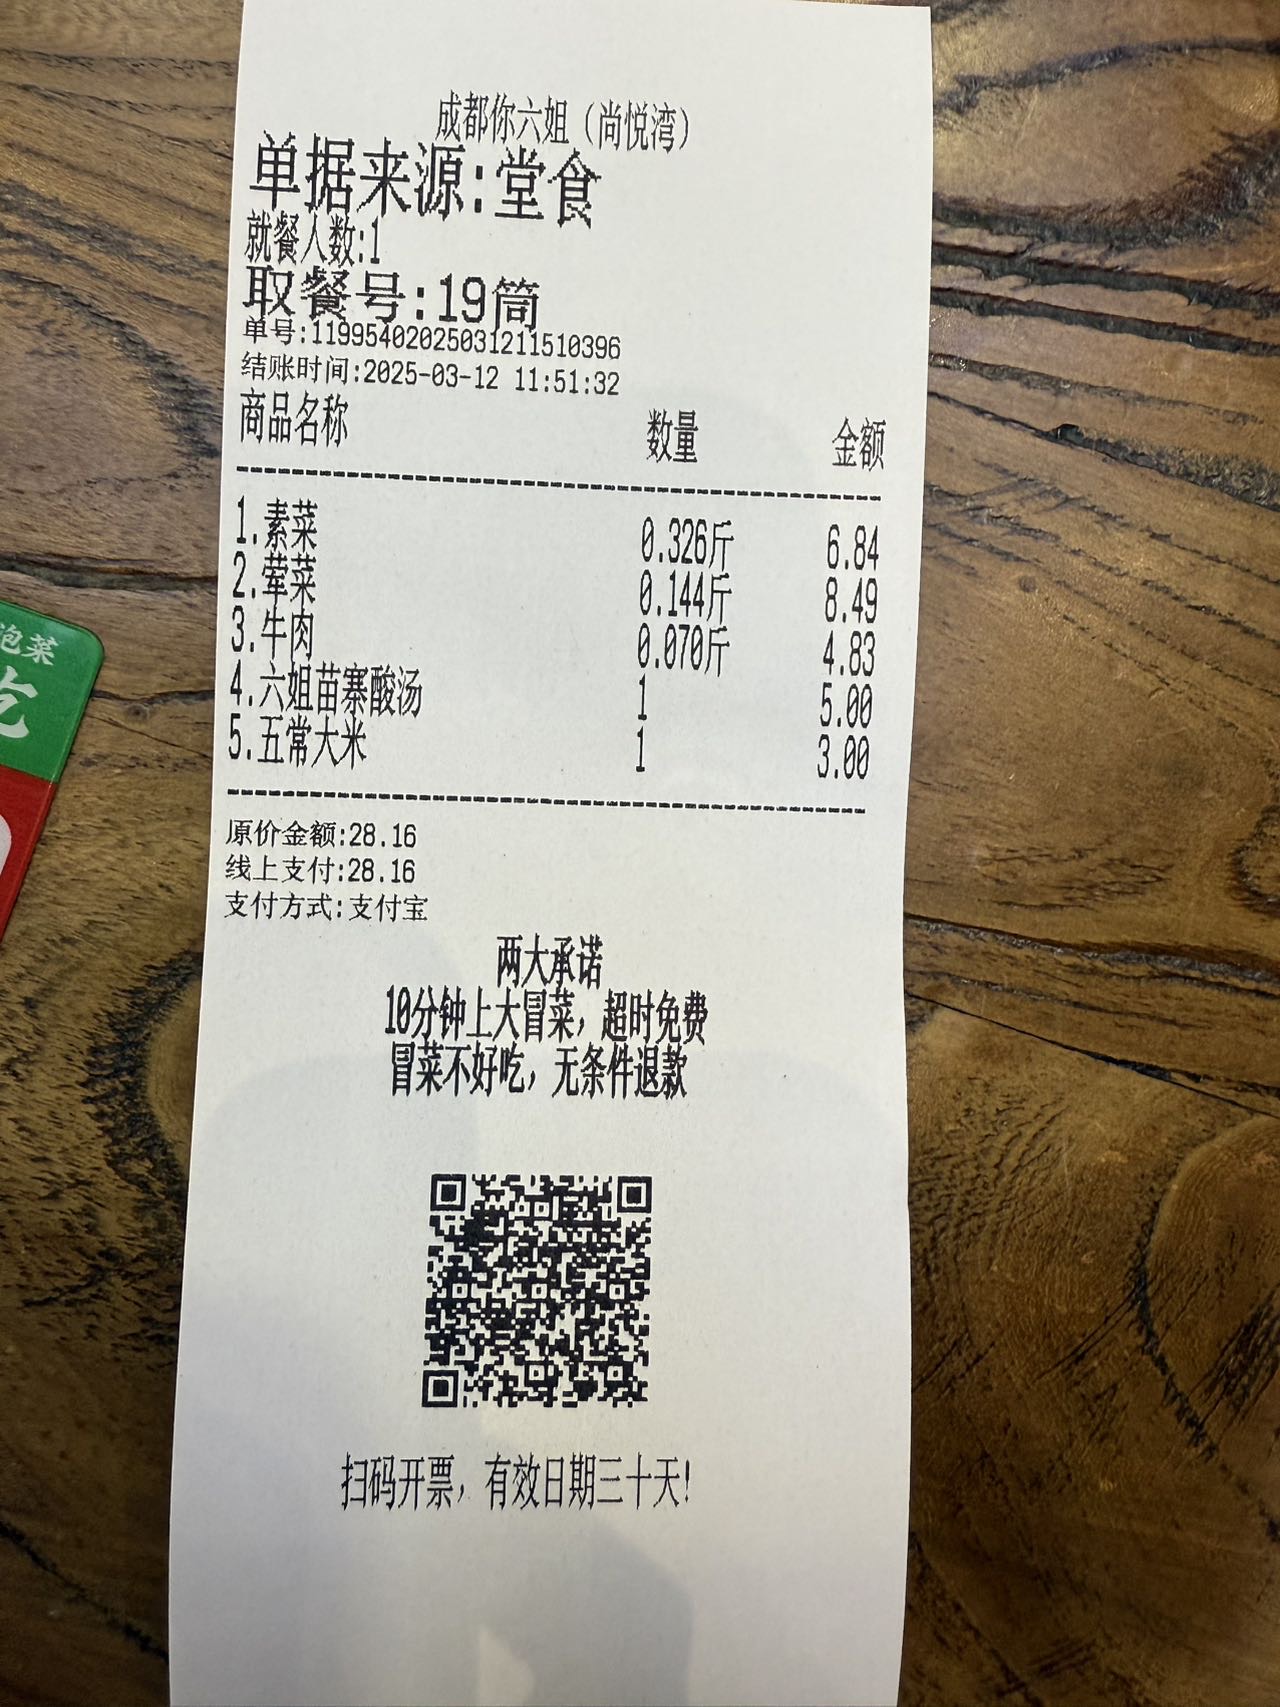 成都你六姐（尚悦湾）
单据来源:堂食
就餐人数:1
取餐号:19筒
单号:119954020250312115​10396
结账时间:2025-03-12 11:51:32
商品名称 数量 金额
1.素菜 0.326斤 6.84
2.荤菜 0.144斤 8.49
3.牛肉 0.070斤 4.83
4.六姐苗寨酸汤 1 5.00
5.五常大米 1 3.00
原价金额:28.16
线上支付:28.16
支付方式:支付宝
两大承诺
10分钟上大冒菜，超时免费
冒菜不好吃，无条件退款
扫码开票，有效日期三十天!
泡菜
吃